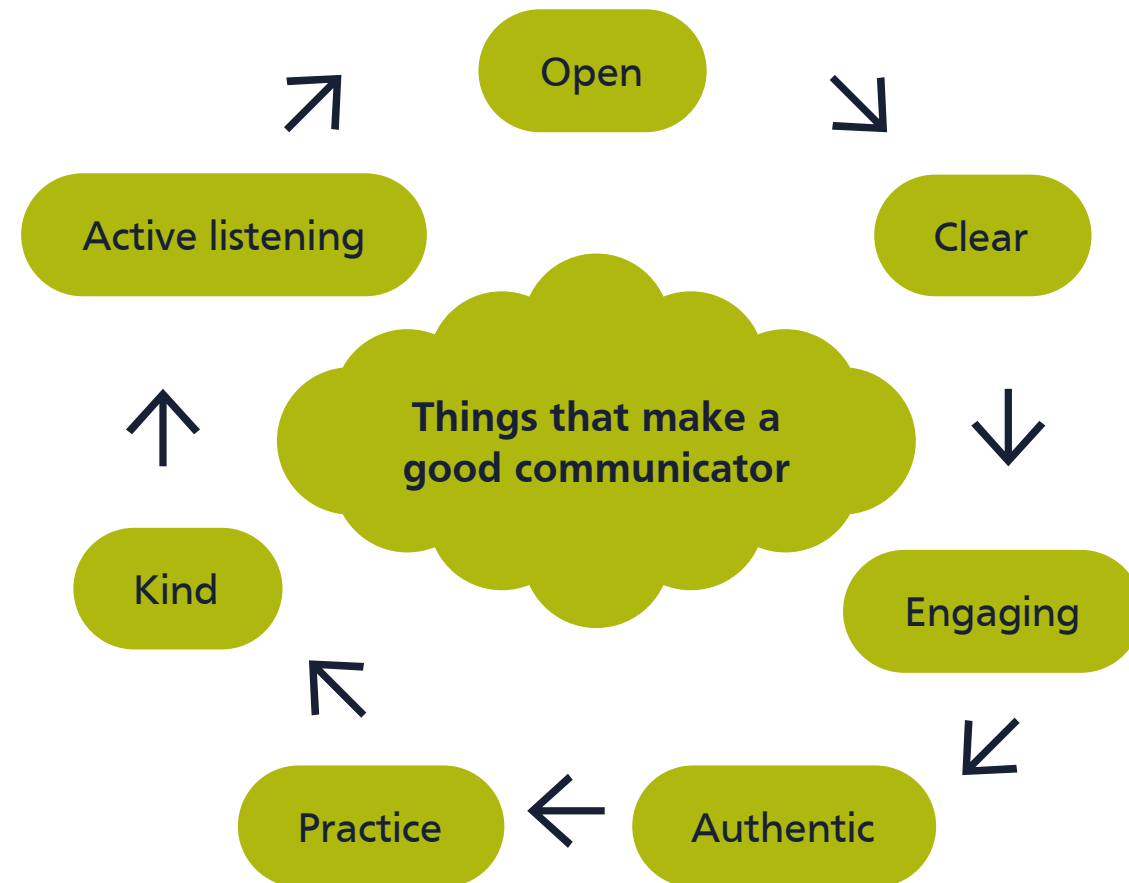 Open
Clear
Engaging
Authentic
Practice
Kind
Active listening
Things that make a
good communicator